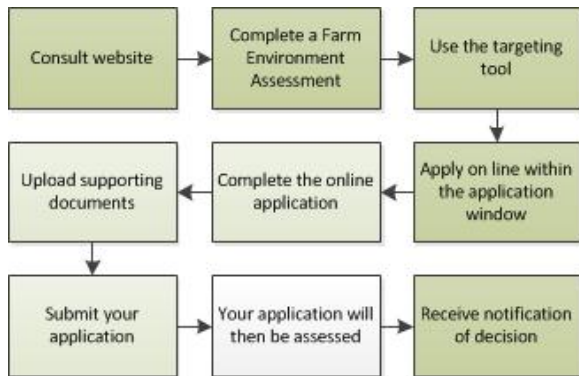 Consult website
Complete a Farm
Environment
Assessment
Use the targeting
tool
Apply on line within
the application
window
Complete the online
application
Upload supporting
documents
Submit your
application
Your application will
then be assessed
Receive notification
of decision